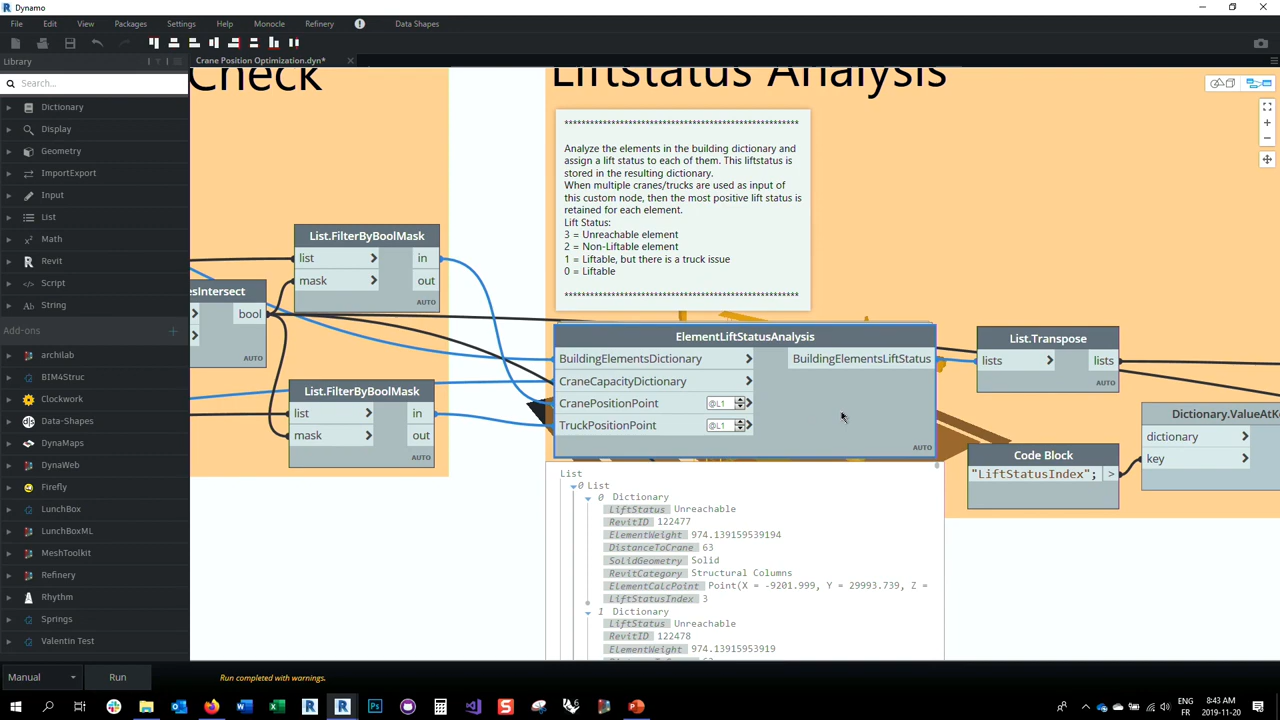 Dynamo
File Edit View Packages Settings Help Monocle Refinery Data Shapes
Library
Crane Position Optimization.dyn*
Search...
Dictionary
Display
Geometry
ImportExport
Input
List
Math
Revit
Script
String
Add-ons
archilab
BIM4Struc
Clockwork
Data-Shapes
DynaMaps
DynaWeb
Firefly
LunchBox
LunchBoxML
MeshToolkit
Refinery
Rhythm
Springs
Valentin Test
Check
Liftstatus Analysis
*******************************************************
Analyze the elements in the building dictionary and
assign a lift status to each of them. This liftstatus is
stored in the resulting dictionary.
When multiple cranes/trucks are used as input of
this custom node, then the most positive lift status is
retained for each element.
Lift Status:
3 = Unreachable element
2 = Non-Liftable element
1 = Liftable, but there is a truck issue
0 = Liftable
*******************************************************
List.FilterByBoolMask
list > in
mask > out
AUTO
esIntersect
bool
AUTO
List.FilterByBoolMask
list > in
mask > out
AUTO
ElementLiftStatusAnalysis
BuildingElementsDictionary > BuildingElementsLiftStatus
CraneCapacityDictionary >
CranePositionPoint @L1 >
TruckPositionPoint @L1 >
AUTO
List.Transpose
lists > lists
AUTO
Code Block
"LiftStatusIndex"; >
Dictionary.ValueAtKe
dictionary >
key >
List
0 List
0 Dictionary
LiftStatus Unreachable
RevitID 122477
ElementWeight 974.139159539194
DistanceToCrane 63
SolidGeometry Solid
RevitCategory Structural Columns
ElementCalcPoint Point(X = -9201.999, Y = 29993.739, Z =
LiftStatusIndex 3
1 Dictionary
LiftStatus Unreachable
RevitID 122478
ElementWeight 974.13915953919
Manual Run Run completed with warnings.
ENG 8:43 AM
FR 2019-11-20